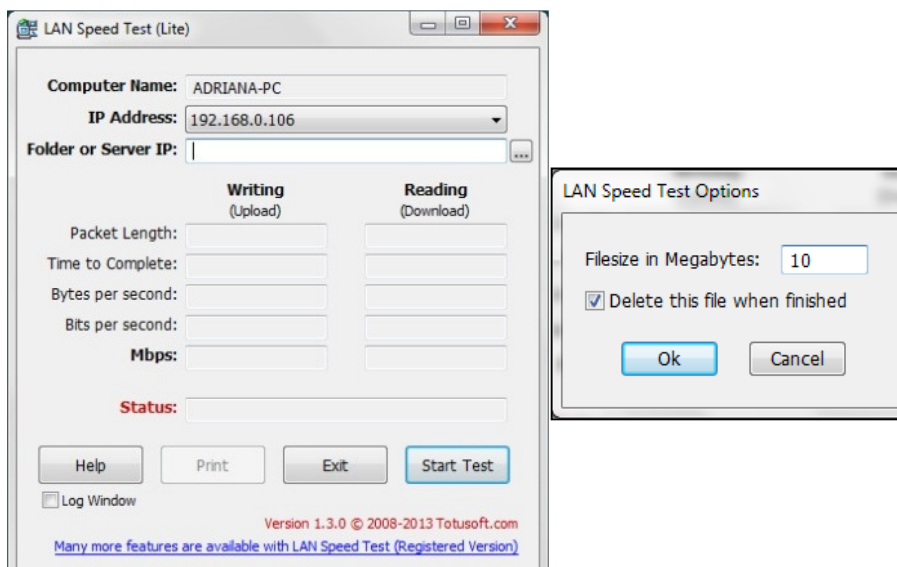 LAN Speed Test (Lite)
Computer Name: ADRIANA-PC
IP Address: 192.168.0.106
Folder or Server IP:
...
Writing Reading
(Upload) (Download)
Packet Length:
Time to Complete:
Bytes per second:
Bits per second:
Mbps:
Status:
Help Print Exit Start Test
Log Window
Version 1.3.0 © 2008-2013 Totusoft.com
Many more features are available with LAN Speed Test (Registered Version)
LAN Speed Test Options
Filesize in Megabytes: 10
Delete this file when finished
Ok Cancel